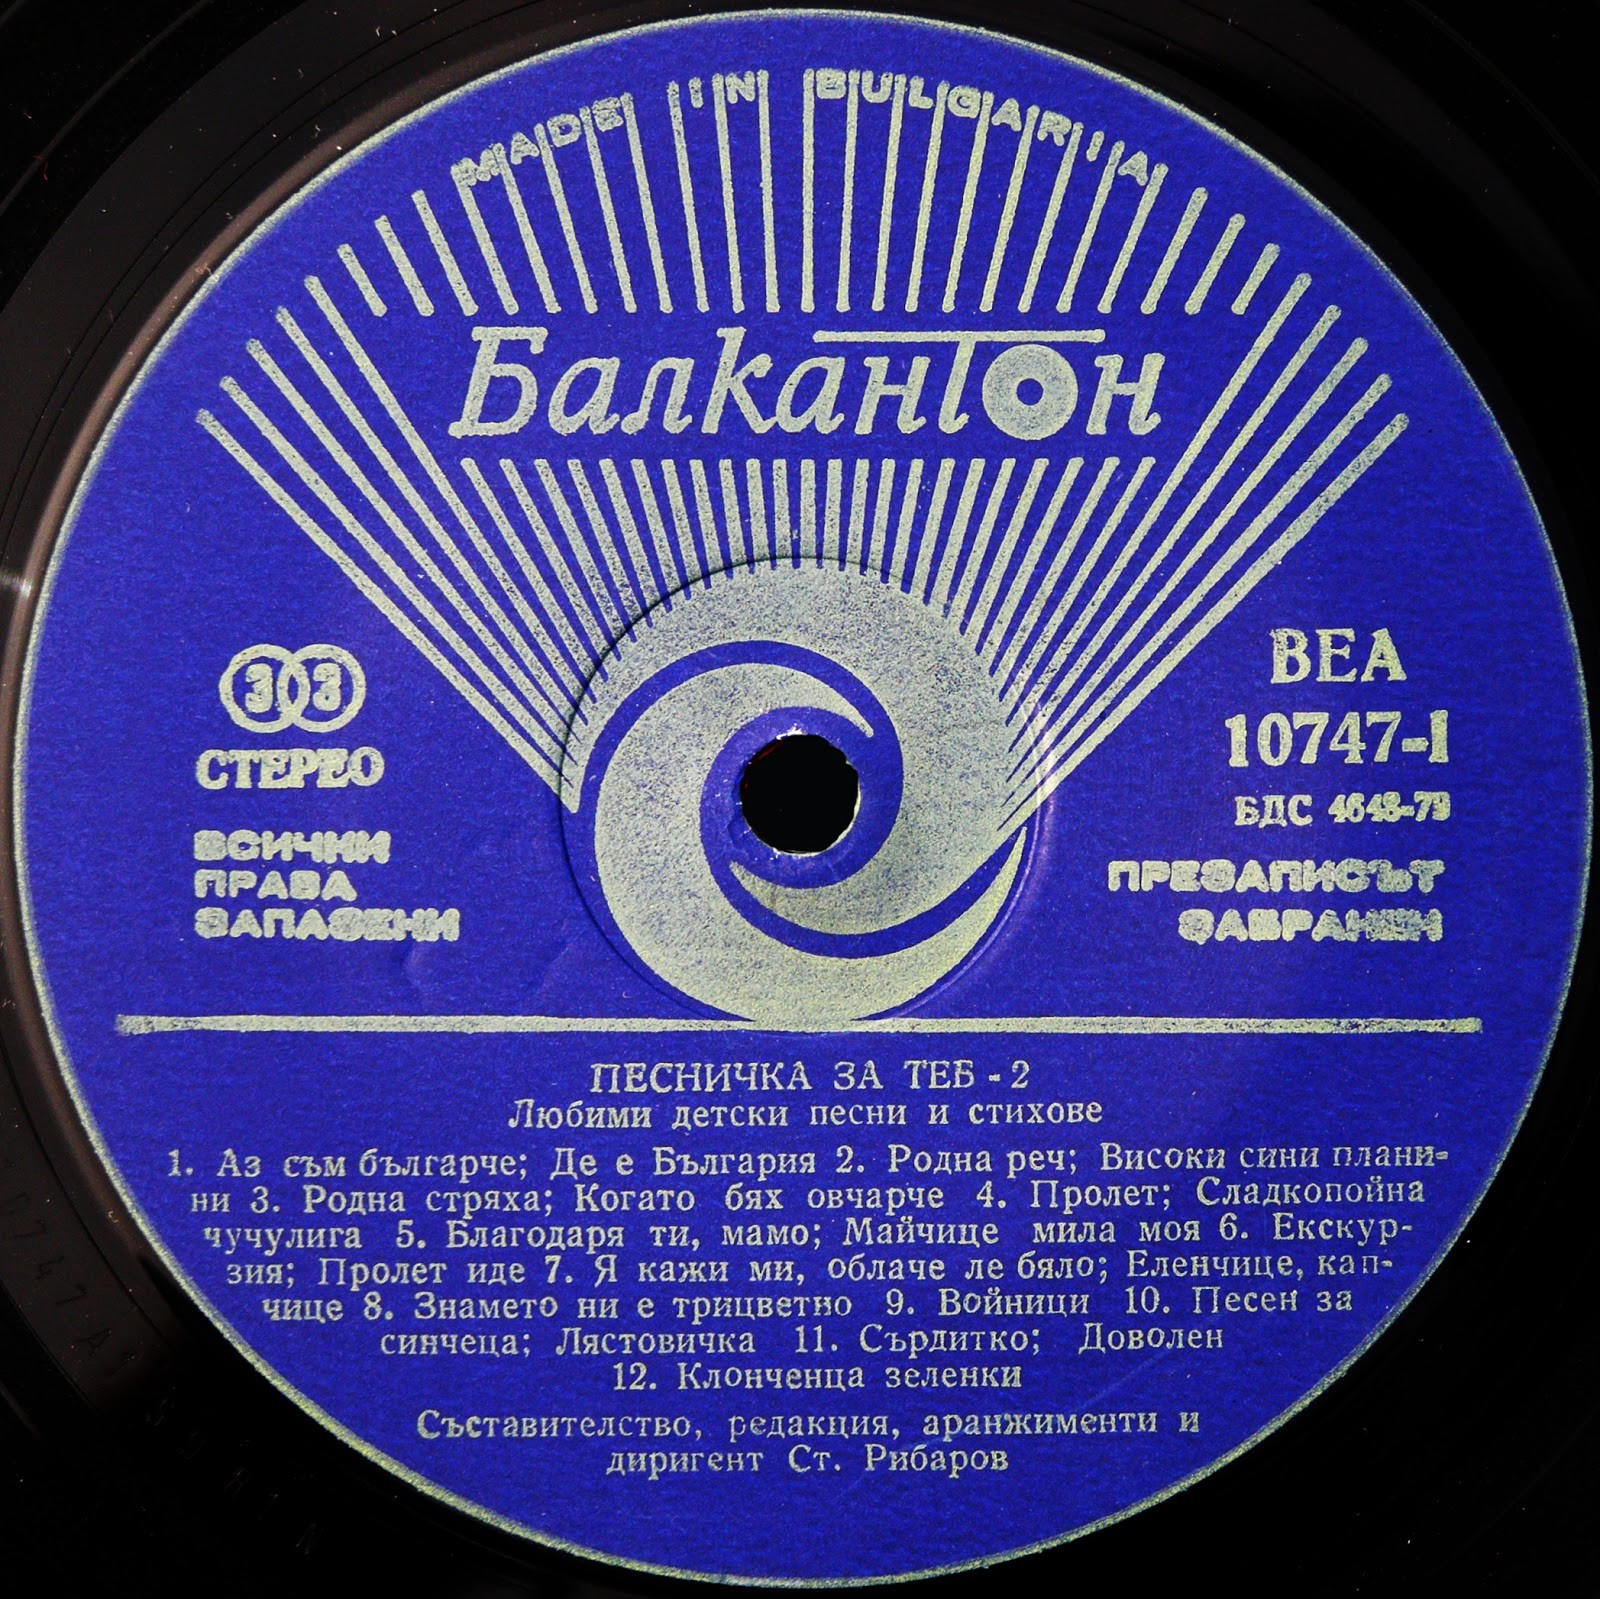 MADE IN BULGARIA
Балкантон
33
СТЕРЕО
ВСИЧКИ
ПРАВА
ЗАПАЗЕНИ
ВЕА
10747-I
БДС 4648-79
ПРЕЗАПИСЪТ
ЗАБРАНЕН
ПЕСНИЧКА ЗА ТЕБ - 2
Любими детски песни и стихове
1. Аз съм българче; Де е България 2. Родна реч; Високи сини плани-
ни 3. Родна стряха; Когато бях овчарче 4. Пролет; Сладкопойна
чучулига 5. Благодаря ти, мамо; Майчице мила моя 6. Екскур-
зия; Пролет иде 7. Я кажи ми, облаче ле бяло; Еленчице, кап-
чице 8. Знамето ни е трицветно 9. Войници 10. Песен за
синчеца; Лястовичка 11. Сърдитко; Доволен
12. Клонченца зеленки
Съставителство, редакция, аранжименти и
диригент Ст. Рибаров